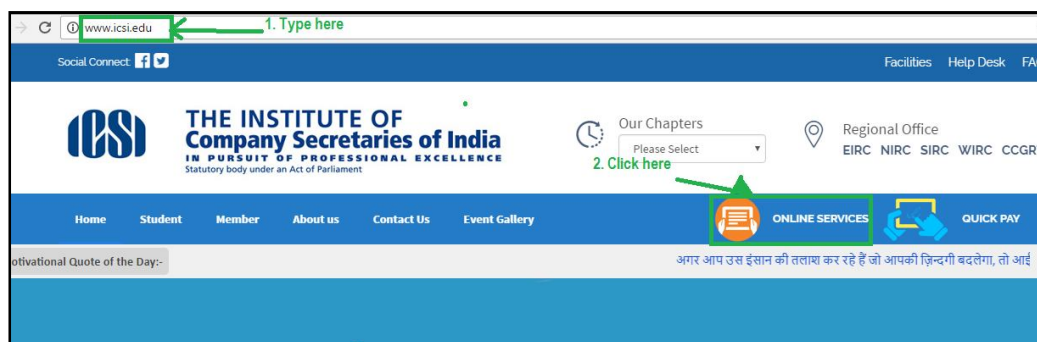 www.icsi.edu
1. Type here
Social Connect
Facilities Help Desk FA
ICSI
THE INSTITUTE OF
Company Secretaries of India
IN PURSUIT OF PROFESSIONAL EXCELLENCE
Statutory body under an Act of Parliament
Our Chapters
Please Select
Regional Office
EIRC NIRC SIRC WIRC CCGR
2. Click here
Home Student Member About us Contact Us Event Gallery
ONLINE SERVICES
QUICK PAY
otivational Quote of the Day:-
अगर आप उस इंसान की तलाश कर रहे हैं जो आपकी ज़िन्दगी बदलेगा, तो आई